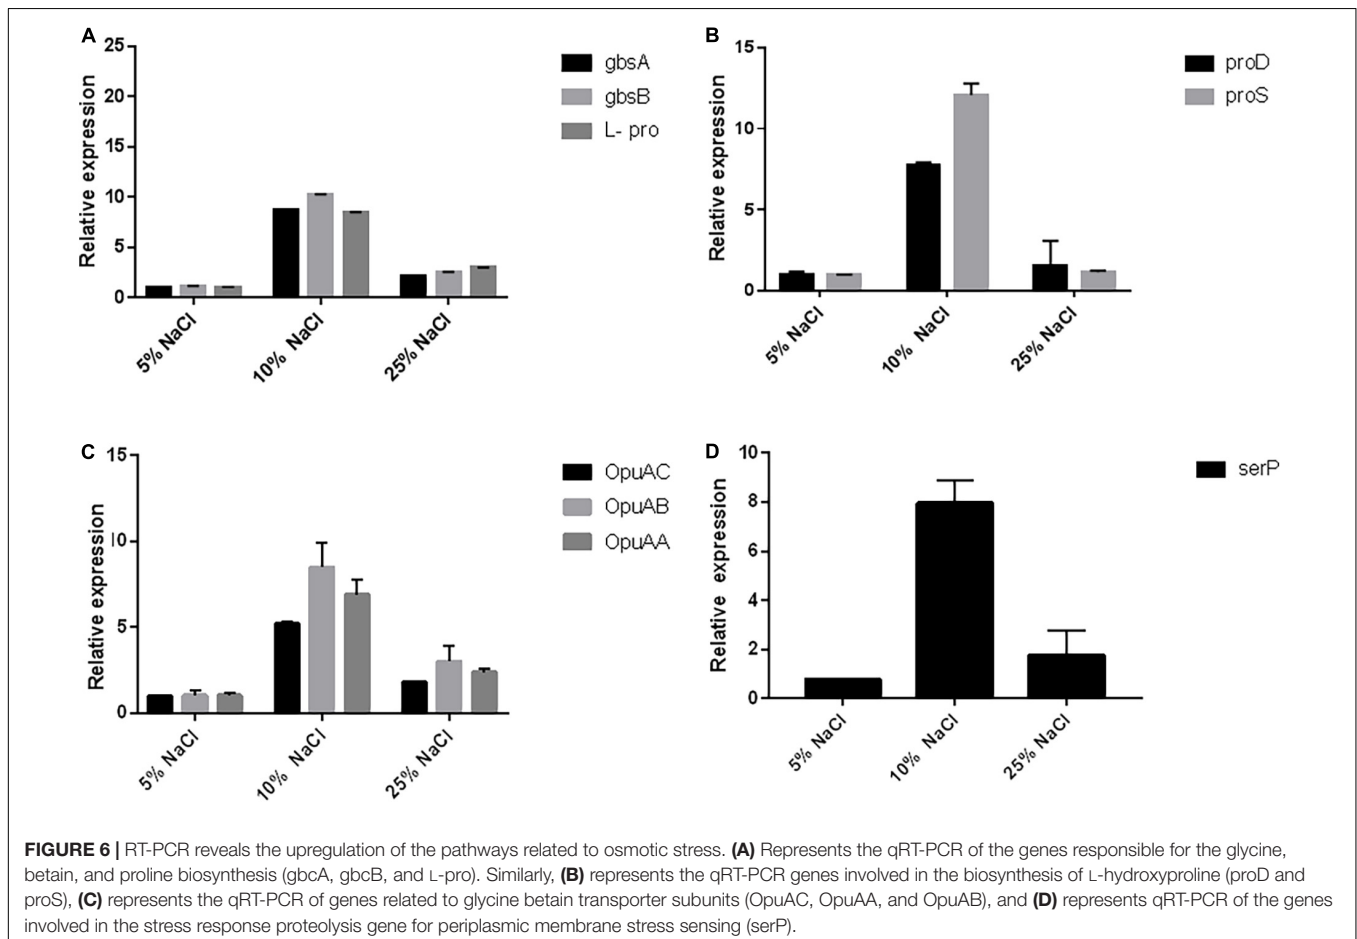 A
25
20
15
10
5
0
Relative expression
5% NaCl
10% NaCl
25% NaCl
gbsA
gbsB
L- pro
B
15
10
5
0
Relative expression
5% NaCl
10% NaCl
25% NaCl
proD
proS
C
15
10
5
0
Relative expression
5% NaCl
10% NaCl
25% NaCl
OpuAC
OpuAB
OpuAA
D
10
8
6
4
2
0
Relative expression
5% NaCl
10% NaCl
25% NaCl
serP
FIGURE 6 | RT-PCR reveals the upregulation of the pathways related to osmotic stress. (A) Represents the qRT-PCR of the genes responsible for the glycine,
betain, and proline biosynthesis (gbcA, gbcB, and L-pro). Similarly, (B) represents the qRT-PCR genes involved in the biosynthesis of L-hydroxyproline (proD and
proS), (C) represents the qRT-PCR of genes related to glycine betain transporter subunits (OpuAC, OpuAA, and OpuAB), and (D) represents qRT-PCR of the genes
involved in the stress response proteolysis gene for periplasmic membrane stress sensing (serP).